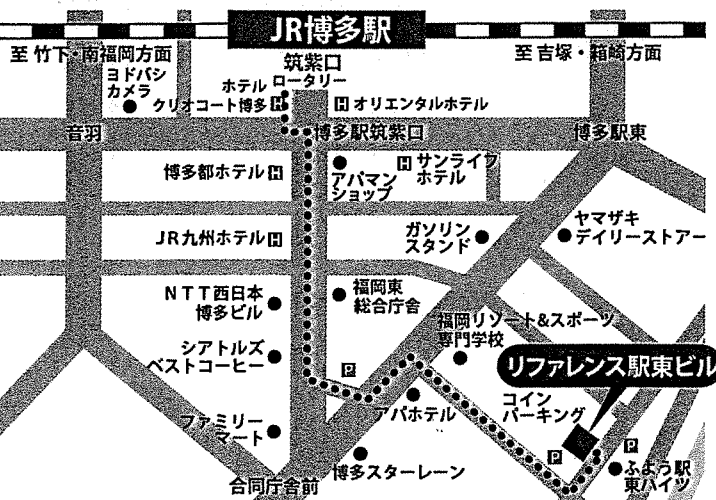 JR博多駅
至 竹下・南福岡方面
筑紫口
ロータリー
至 吉塚・箱崎方面
ヨドバシ
カメラ
ホテル
クリオコート博多
H
H
オリエンタルホテル
音羽
博多駅筑紫口
博多駅東
博多都ホテル
H
アパマン
ショップ
H
サンライフ
ホテル
JR九州ホテル
H
ガソリン
スタンド
ヤマザキ
デイリーストアー
NTT西日本
博多ビル
福岡東
総合庁舎
福岡リゾート&スポーツ
専門学校
シアトルズ
ベストコーヒー
P
リファレンス駅東ビル
アパホテル
コイン
パーキング
ファミリー
マート
P
P
合同庁舎前
博多スターレーン
ふよう駅
東ハイツ